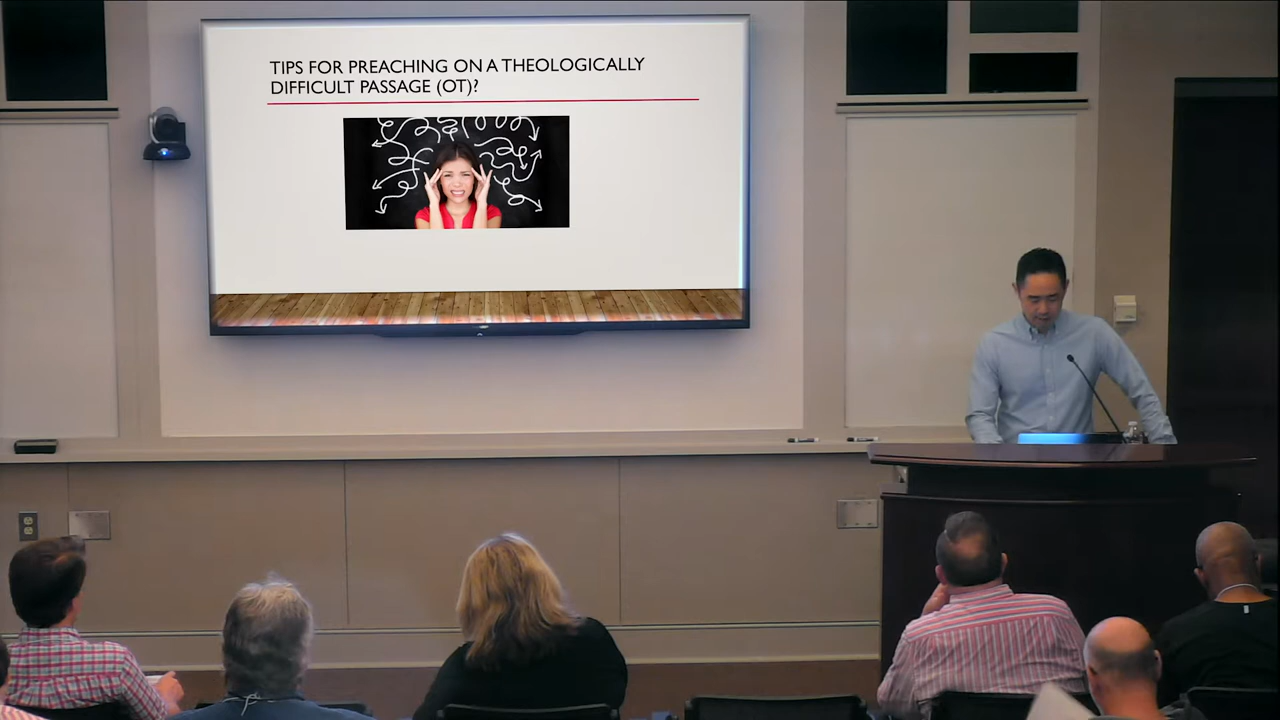 TIPS FOR PREACHING ON A THEOLOGICALLY
DIFFICULT PASSAGE (OT)?